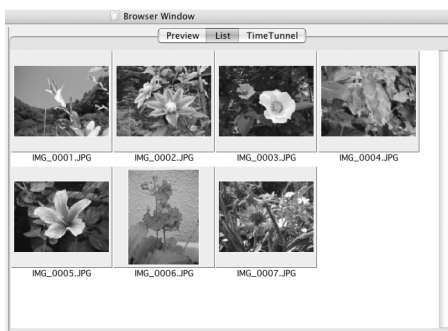 Browser Window
Preview List TimeTunnel
IMG_0001.JPG IMG_0002.JPG IMG_0003.JPG IMG_0004.JPG
IMG_0005.JPG IMG_0006.JPG IMG_0007.JPG